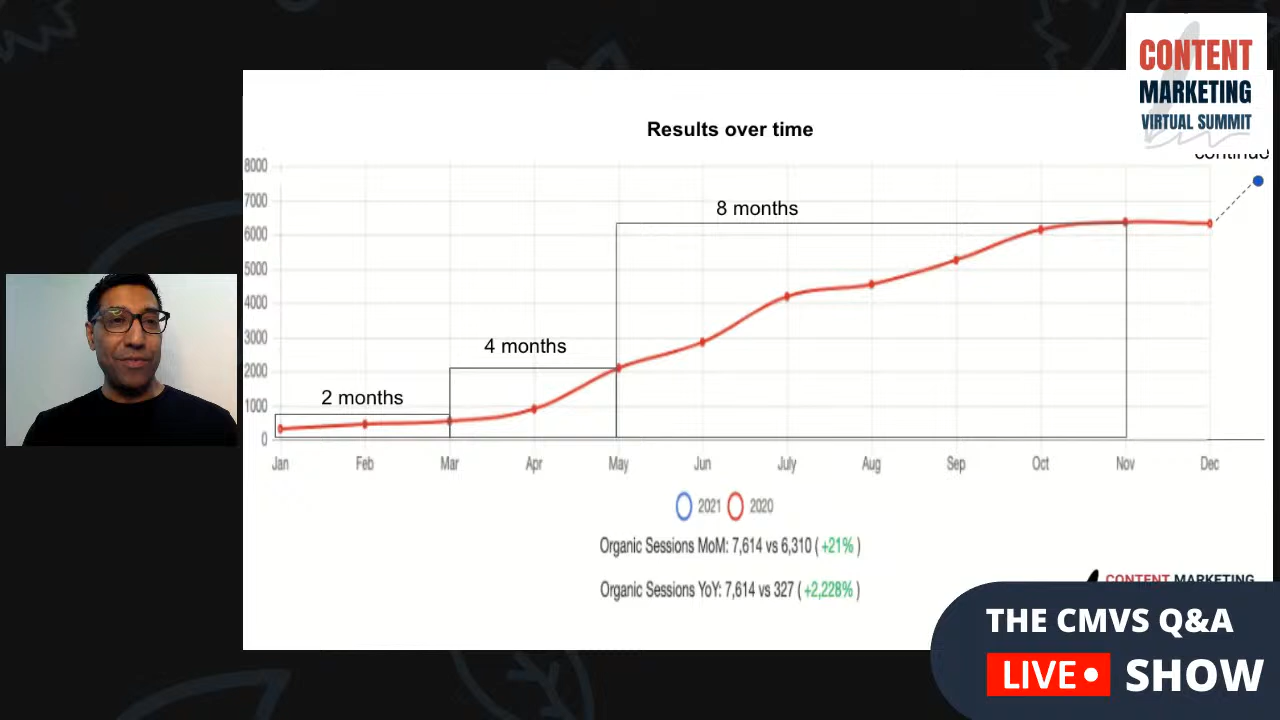 CONTENT
MARKETING
VIRTUAL SUMMIT
Results over time
continue
8000
7000
6000
5000
4000
3000
2000
1000
0
8 months
4 months
2 months
Jan Feb Mar Apr May Jun July Aug Sep Oct Nov Dec
2021 2020
Organic Sessions MoM: 7,614 vs 6,310 ( +21% )
Organic Sessions YoY: 7,614 vs 327 ( +2,228% )
CONTENT MARKETING
THE CMVS Q&A
LIVE SHOW